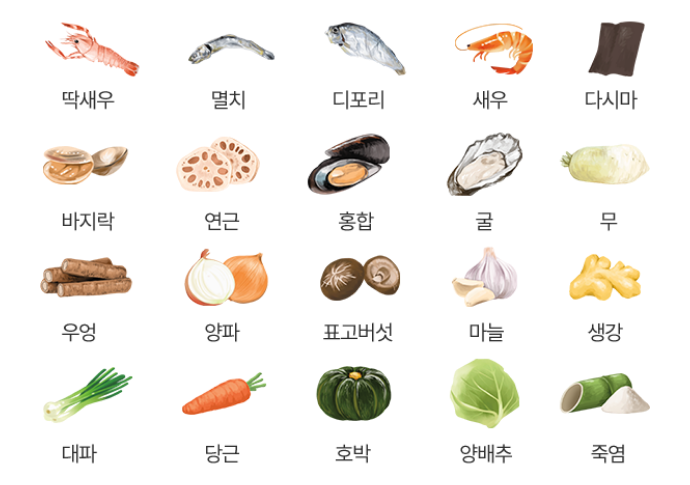 딱새우 멸치 디포리 새우 다시마
바지락 연근 홍합 굴 무
우엉 양파 표고버섯 마늘 생강
대파 당근 호박 양배추 죽염